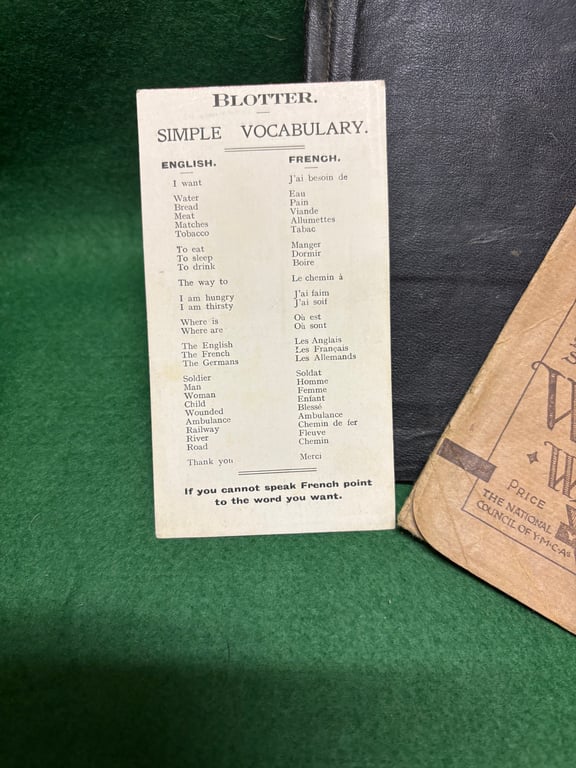 BLOTTER.
SIMPLE VOCABULARY.
ENGLISH. FRENCH.
I want J'ai besoin de
Water Eau
Bread Pain
Meat Viande
Matches Allumettes
Tobacco Tabac
To eat Manger
To sleep Dormir
To drink Boire
The way to Le chemin à
I am hungry J'ai faim
I am thirsty J'ai soif
Where is Où est
Where are Où sont
The English Les Anglais
The French Les Français
The Germans Les Allemands
Soldier Soldat
Man Homme
Woman Femme
Child Enfant
Wounded Blessé
Ambulance Ambulance
Railway Chemin de fer
River Fleuve
Road Chemin
Thank you Merci
If you cannot speak French point
to the word you want.
PRICE
THE NATIONAL
COUNCIL OF Y.M.C.As